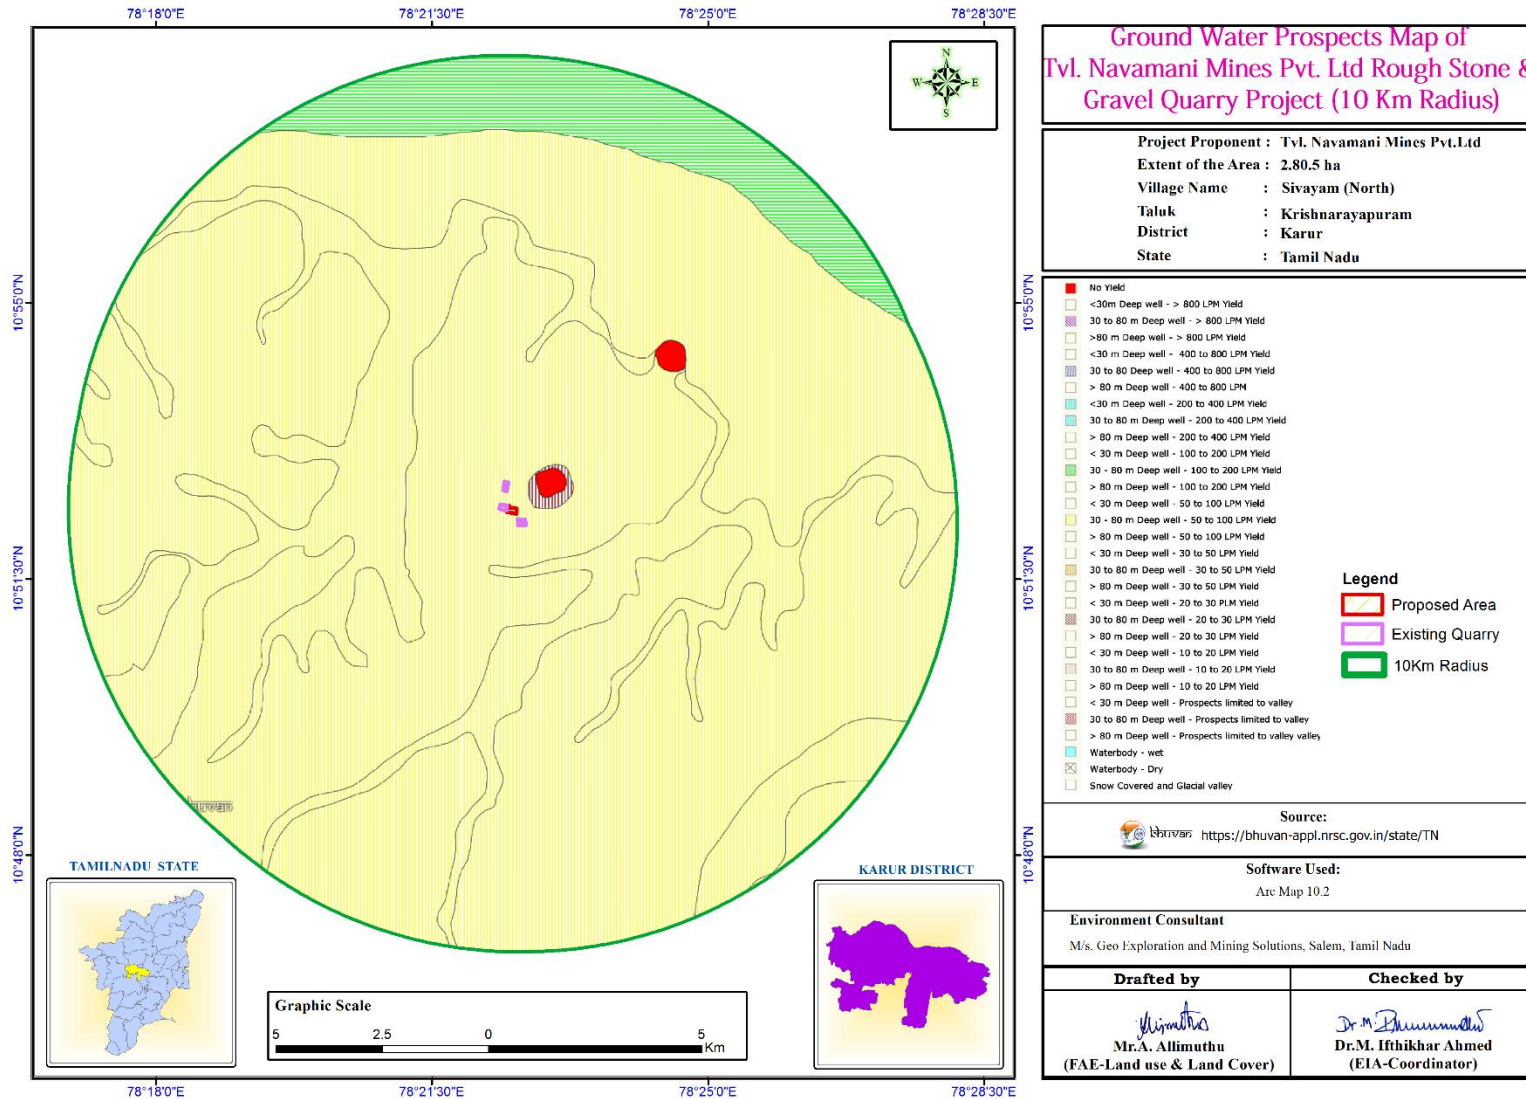 78°18'0"E
78°21'30"E
78°25'0"E
78°28'30"E
10°55'0"N
10°51'30"N
10°48'0"N
10°55'0"N
10°51'30"N
10°48'0"N
N
W
E
S
bhuvan
TAMILNADU STATE
KARUR DISTRICT
Graphic Scale
5 2.5 0 5
Km
78°18'0"E
78°21'30"E
78°25'0"E
78°28'30"E
Ground Water Prospects Map of
Tvl. Navamani Mines Pvt. Ltd Rough Stone &
Gravel Quarry Project (10 Km Radius)
Project Proponent : Tvl. Navamani Mines Pvt.Ltd
Extent of the Area : 2.80.5 ha
Village Name : Sivayam (North)
Taluk : Krishnarayapuram
District : Karur
State : Tamil Nadu
No Yield
<30m Deep well - > 800 LPM Yield
30 to 80 m Deep well - > 800 LPM Yield
>80 m Deep well - > 800 LPM Yield
<30 m Deep well - 400 to 800 LPM Yield
30 to 80 Deep well - 400 to 800 LPM Yield
> 80 m Deep well - 400 to 800 LPM
<30 m Deep well - 200 to 400 LPM Yield
30 to 80 m Deep well - 200 to 400 LPM Yield
> 80 m Deep well - 200 to 400 LPM Yield
< 30 m Deep well - 100 to 200 LPM Yield
30 - 80 m Deep well - 100 to 200 LPM Yield
> 80 m Deep well - 100 to 200 LPM Yield
< 30 m Deep well - 50 to 100 LPM Yield
30 - 80 m Deep well - 50 to 100 LPM Yield
> 80 m Deep well - 50 to 100 LPM Yield
< 30 m Deep well - 30 to 50 LPM Yield
30 to 80 m Deep well - 30 to 50 LPM Yield
> 80 m Deep well - 30 to 50 LPM Yield
< 30 m Deep well - 20 to 30 PLM Yield
30 to 80 m Deep well - 20 to 30 LPM Yield
> 80 m Deep well - 20 to 30 LPM Yield
< 30 m Deep well - 10 to 20 LPM Yield
30 to 80 m Deep well - 10 to 20 LPM Yield
> 80 m Deep well - 10 to 20 LPM Yield
< 30 m Deep well - Prospects limited to valley
30 to 80 m Deep well - Prospects limited to valley
> 80 m Deep well - Prospects limited to valley valley
Waterbody - wet
Waterbody - Dry
Snow Covered and Glacial valley
Legend
Proposed Area
Existing Quarry
10Km Radius
Source:
bhuvan https://bhuvan-appl.nrsc.gov.in/state/TN
Software Used:
Arc Map 10.2
Environment Consultant
M/s. Geo Exploration and Mining Solutions, Salem, Tamil Nadu
Drafted by
Mr.A. Allimuthu
(FAE-Land use & Land Cover)
Checked by
Dr.M.
Dr.M. Ifthikhar Ahmed
(EIA-Coordinator)